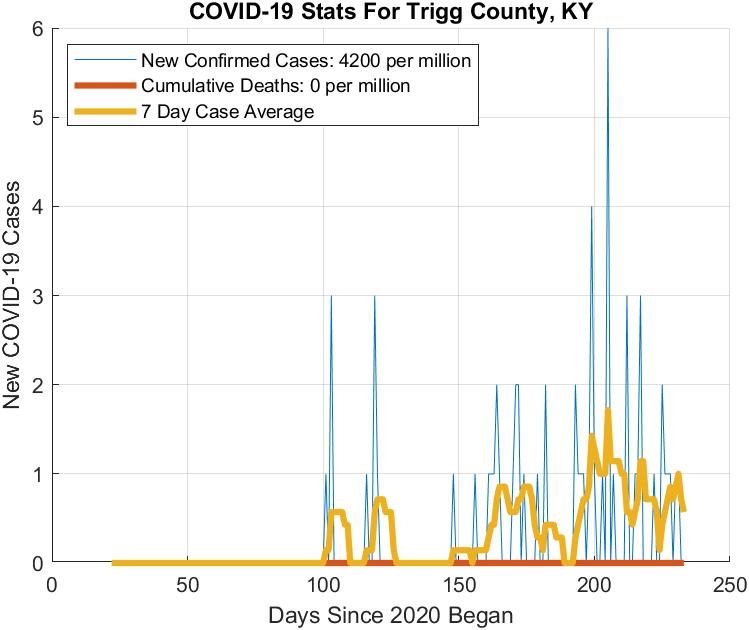 COVID-19 Stats For Trigg County, KY
New Confirmed Cases: 4200 per million
Cumulative Deaths: 0 per million
7 Day Case Average
New COVID-19 Cases
6
5
4
3
2
1
0
0 50 100 150 200 250
Days Since 2020 Began